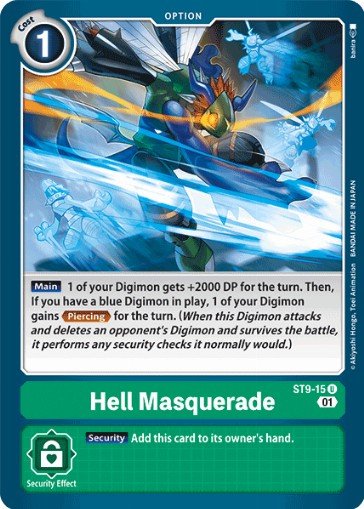 OPTION
Cost
1
banira
Main 1 of your Digimon gets +2000 DP for the turn. Then,
If you have a blue Digimon in play, 1 of your Digimon
gains Piercing for the turn. (When this Digimon attacks
and deletes an opponent's Digimon and survives the battle,
it performs any security checks it normally would.)
©Akiyoshi Hongo, Toei Animation BANDAI MADE IN JAPAN
ST9-15 U
01
Hell Masquerade
Security Add this card to its owner's hand.
Security Effect